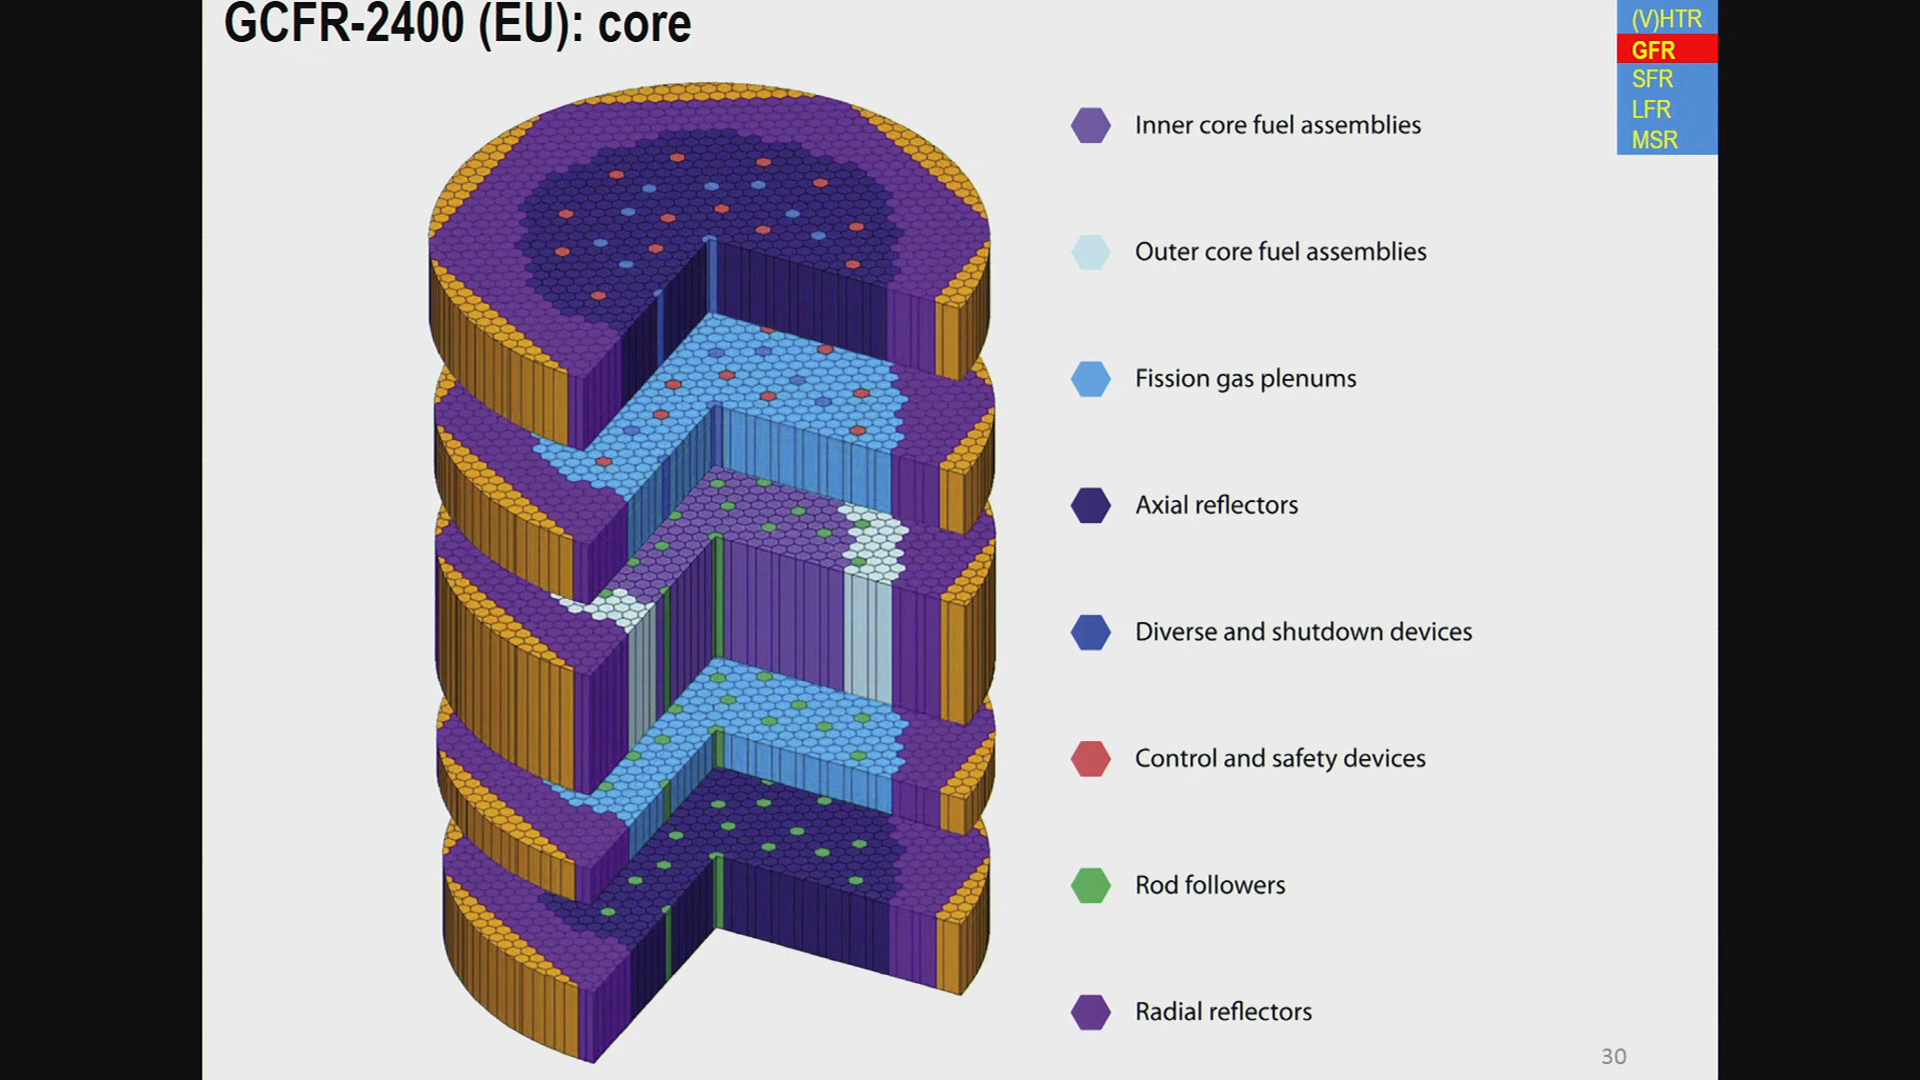 GCFR-2400 (EU): core
(V)HTR
GFR
SFR
LFR
MSR
Inner core fuel assemblies
Outer core fuel assemblies
Fission gas plenums
Axial reflectors
Diverse and shutdown devices
Control and safety devices
Rod followers
Radial reflectors
30